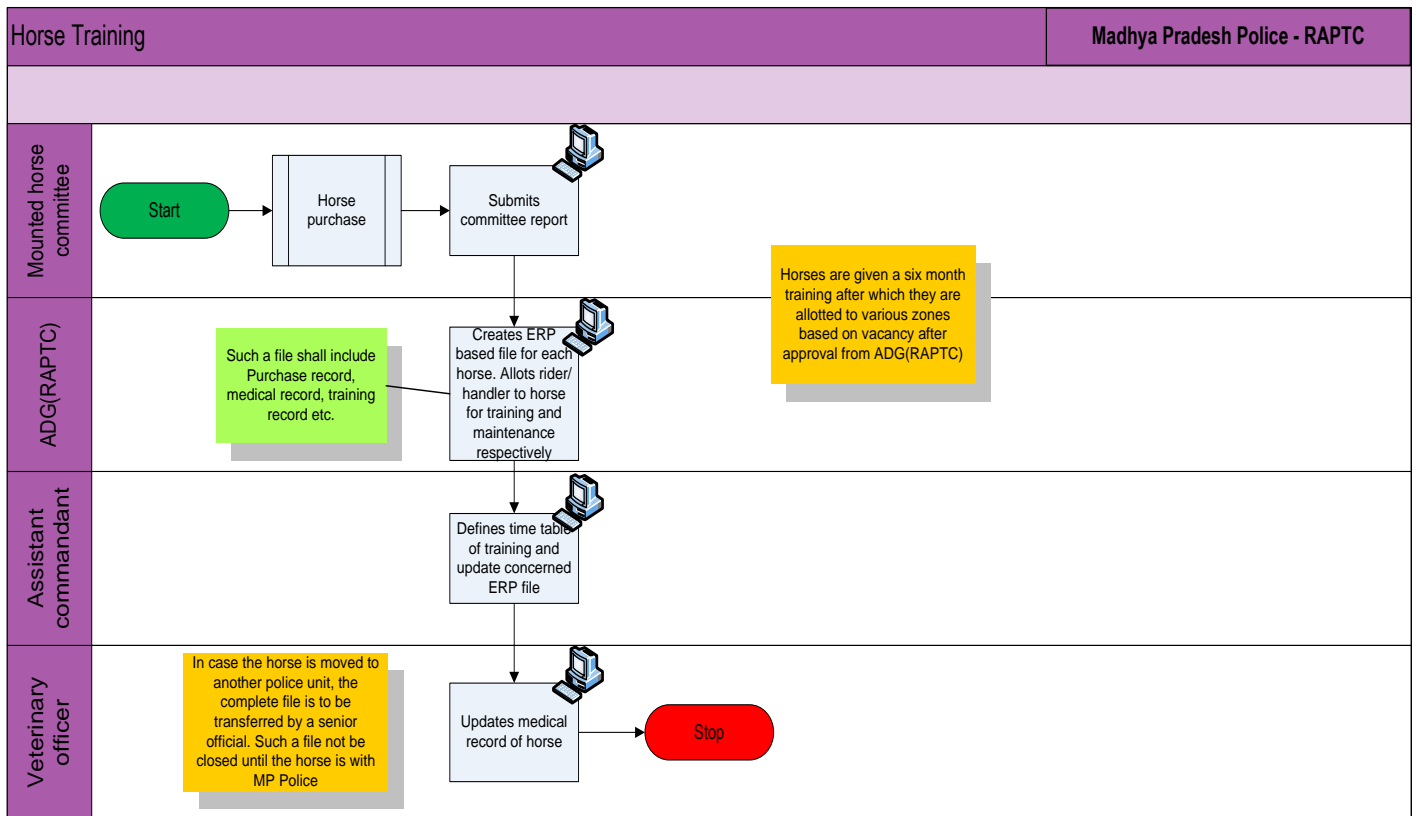 Horse Training
Madhya Pradesh Police - RAPTC
Mounted horse
committee
Start
Horse
purchase
Submits
committee report
Horses are given a six month
training after which they are
allotted to various zones
based on vacancy after
approval from ADG(RAPTC)
ADG(RAPTC)
Such a file shall include
Purchase record,
medical record, training
record etc.
Creates ERP
based file for each
horse. Allots rider/
handler to horse
for training and
maintenance
respectively
Assistant
commandant
Defines time table
of training and
update concerned
ERP file
Veterinary
officer
In case the horse is moved to
another police unit, the
complete file is to be
transferred by a senior
official. Such a file not be
closed until the horse is with
MP Police
Updates medical
record of horse
Stop